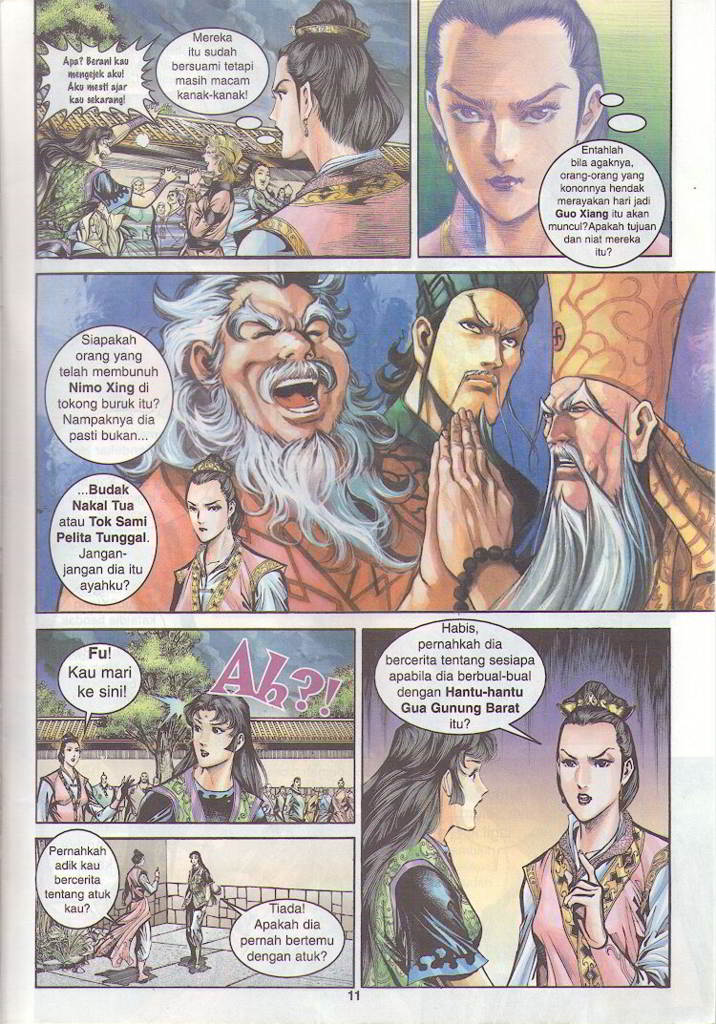 Apa? Berani kau
mengejek aku!
Aku mesti ajar
kau sekarang!
Mereka
itu sudah
bersuami tetapi
masih macam
kanak-kanak!
Entahlah
bila agaknya,
orang-orang yang
kononnya hendak
merayakan hari jadi
Guo Xiang itu akan
muncul?Apakah tujuan
dan niat mereka
itu?
Siapakah
orang yang
telah membunuh
Nimo Xing di
tokong buruk itu?
Nampaknya dia
pasti bukan...
...Budak
Nakal Tua
atau Tok Sami
Pelita Tunggal.
Jangan-
jangan dia itu
ayahku?
Fu!
Kau mari
ke sini!
Ah?!
Pernahkah
adik kau
bercerita
tentang atuk
kau?
Tiada!
Apakah dia
pernah bertemu
dengan atuk?
Habis,
pernahkah dia
bercerita tentang sesiapa
apabila dia berbual-bual
dengan Hantu-hantu
Gua Gunung Barat
itu?
11